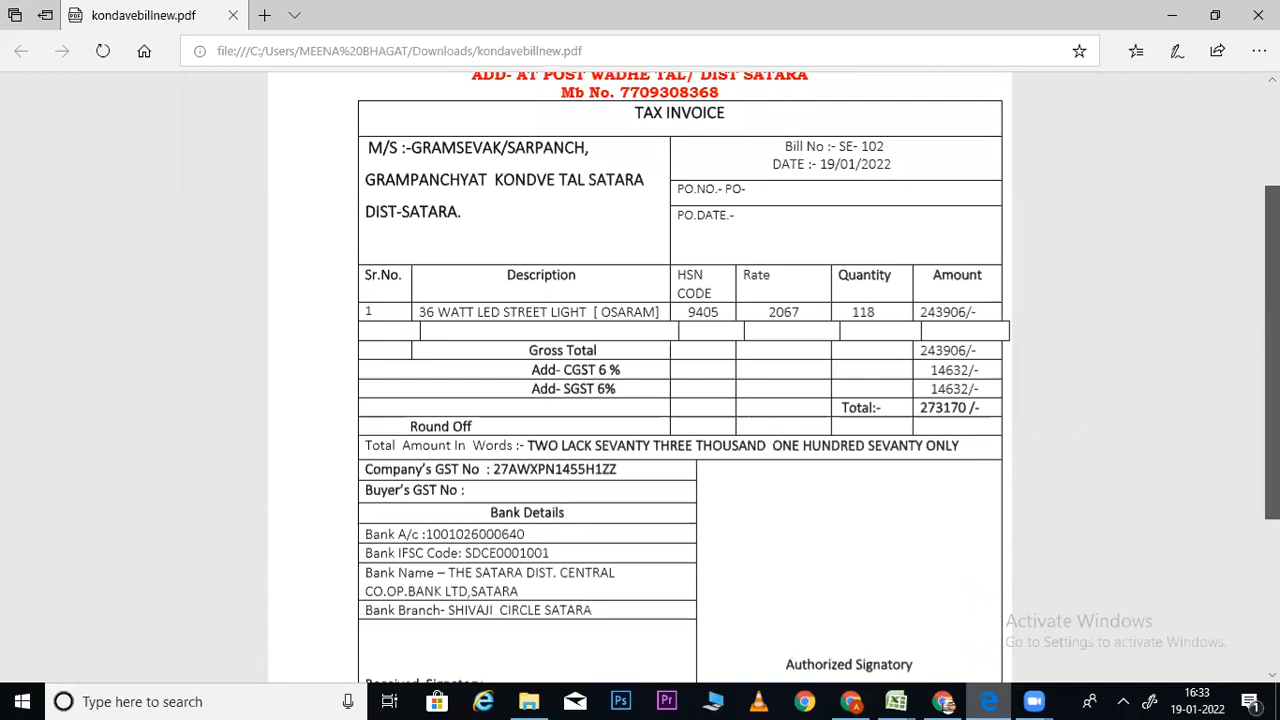 kondavebillnew.pdf
file:///C:/Users/MEENA%20BHAGAT/Downloads/kondavebillnew.pdf
ADD- AT POST WADHE TAL/ DIST SATARA
Mb No. 7709308368
TAX INVOICE
M/S :-GRAMSEVAK/SARPANCH,
GRAMPANCHYAT KONDVE TAL SATARA
DIST-SATARA.
Bill No :- SE- 102
DATE :- 19/01/2022
PO.NO.- PO-
PO.DATE.-
Sr.No. Description HSN CODE Rate Quantity Amount
1 36 WATT LED STREET LIGHT [ OSARAM] 9405 2067 118 243906/-
Gross Total 243906/-
Add- CGST 6 % 14632/-
Add- SGST 6% 14632/-
Total:- 273170 /-
Round Off
Total Amount In Words :- TWO LACK SEVANTY THREE THOUSAND ONE HUNDRED SEVANTY ONLY
Company's GST No : 27AWXPN1455H1ZZ
Buyer's GST No :
Bank Details
Bank A/c :1001026000640
Bank IFSC Code: SDCE0001001
Bank Name – THE SATARA DIST. CENTRAL
CO.OP.BANK LTD,SATARA
Bank Branch- SHIVAJI CIRCLE SATARA
Authorized Signatory
Activate Windows
Go to Settings to activate Windows.
Type here to search
16:33
19-01-2022